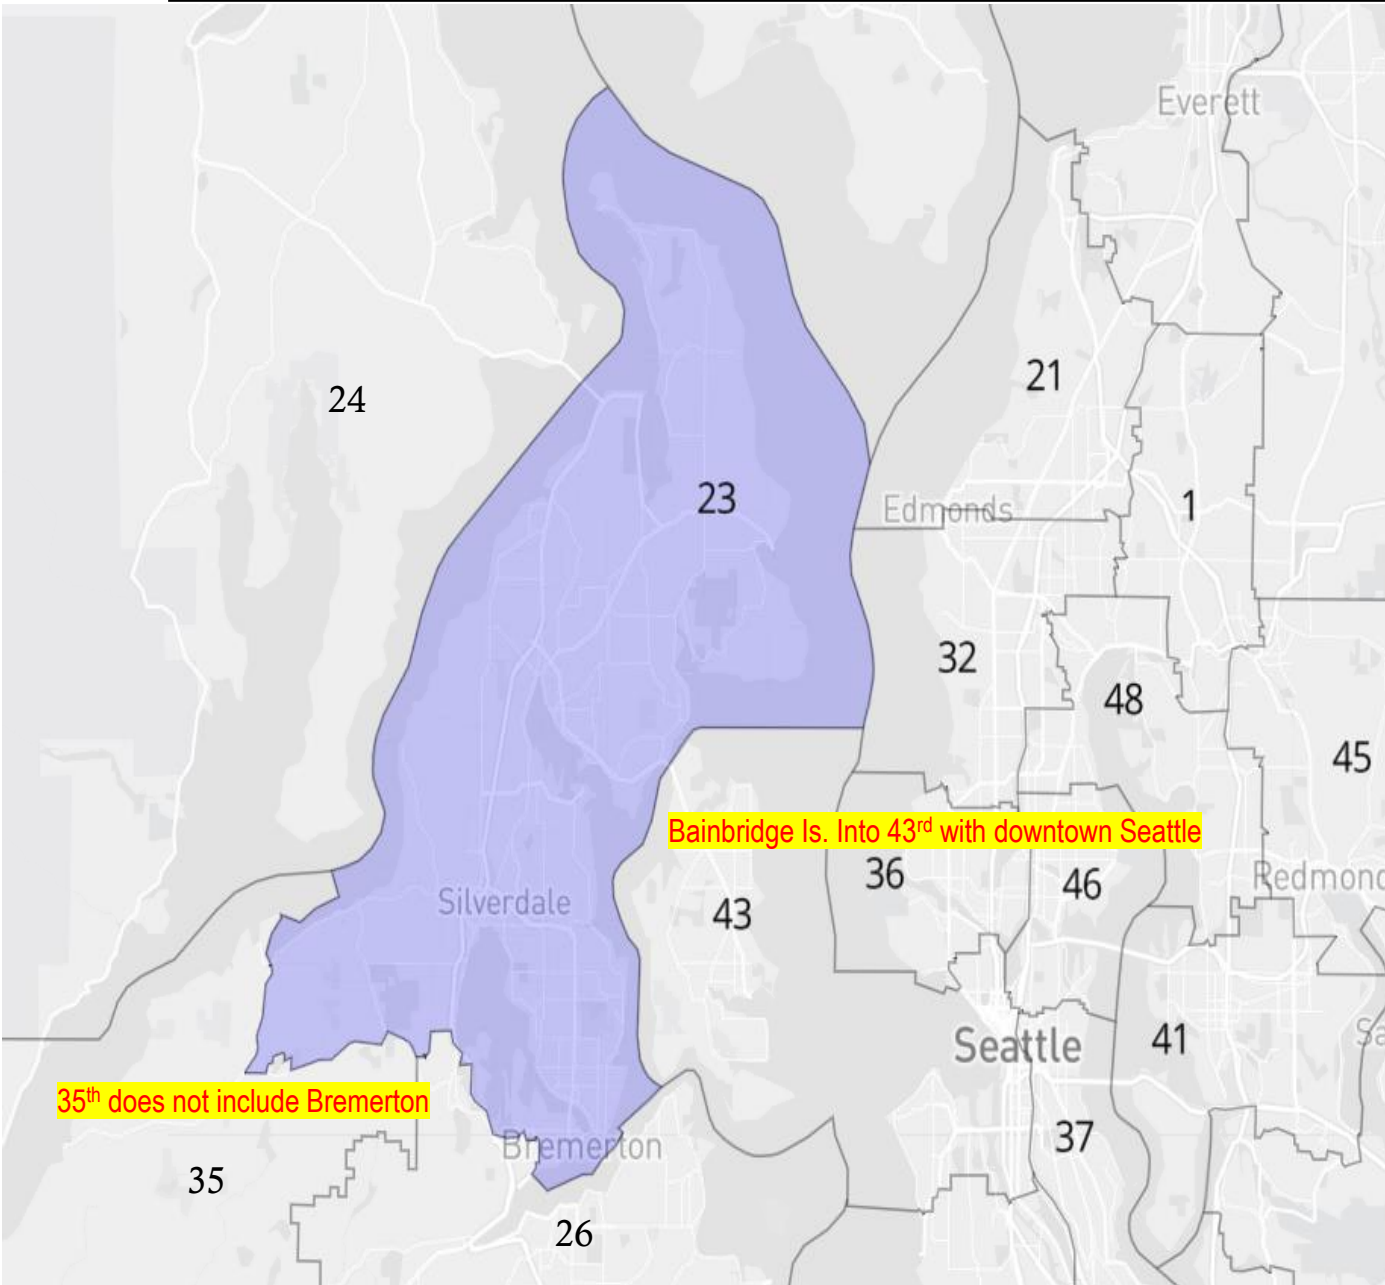 Everett
21
24
23
Edmonds
1
32
48
45
Bainbridge Is. Into 43rd with downtown Seattle
36
46
Redmond
Silverdale
43
Seattle
41
Sa
35th does not include Bremerton
37
Bremerton
35
26